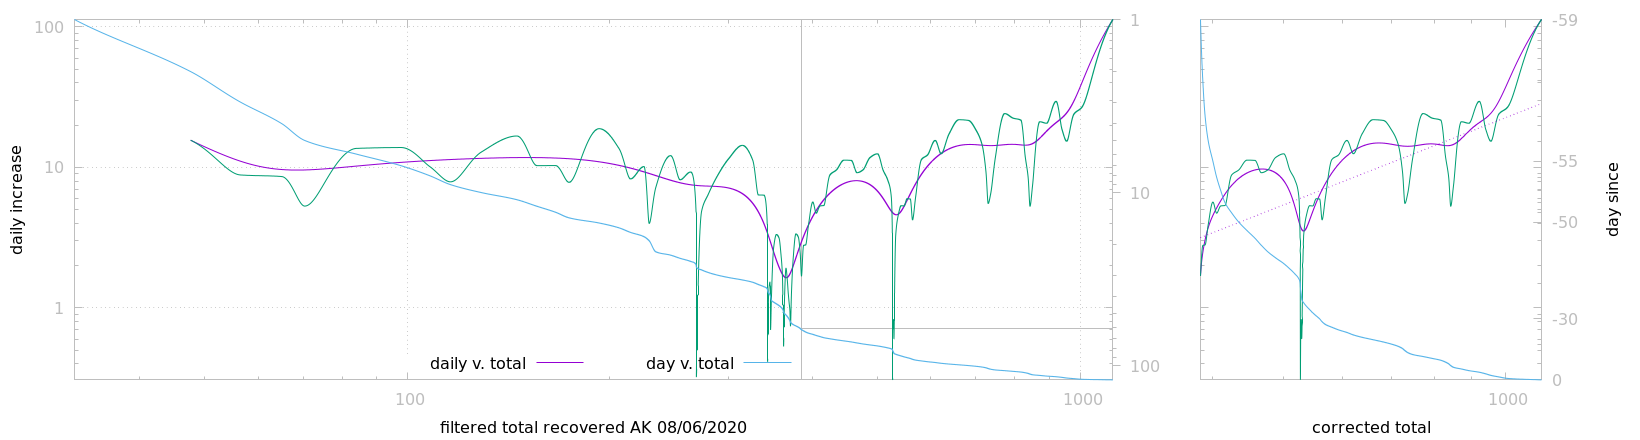 100
10
1
daily increase
daily v. total
day v. total
100
1000
filtered total recovered AK 08/06/2020
1
10
100
1000
corrected total
-59
-55
-50
-30
0
day since